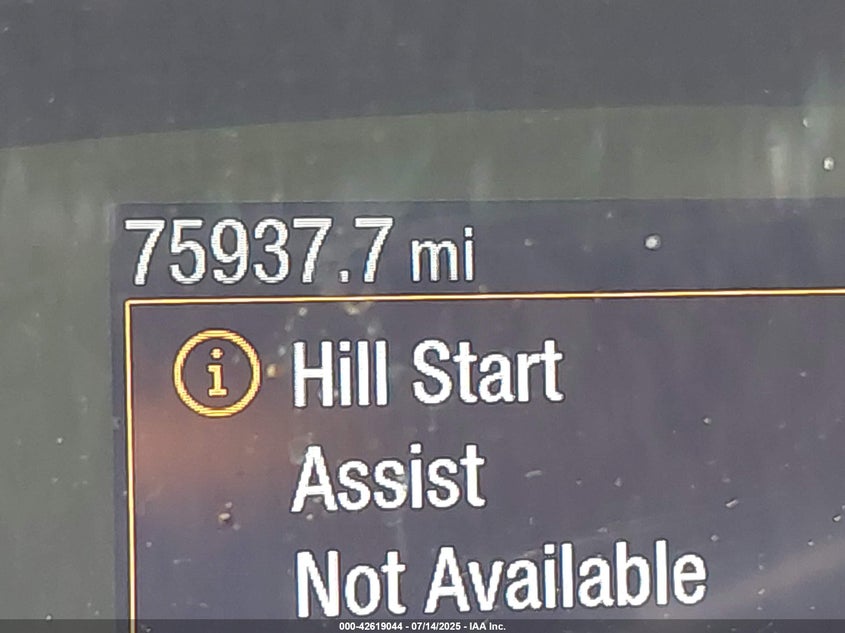 75937.7 mi
i Hill Start
Assist
Not Available
000-42619044 - 07/14/2025 - IAA Inc.